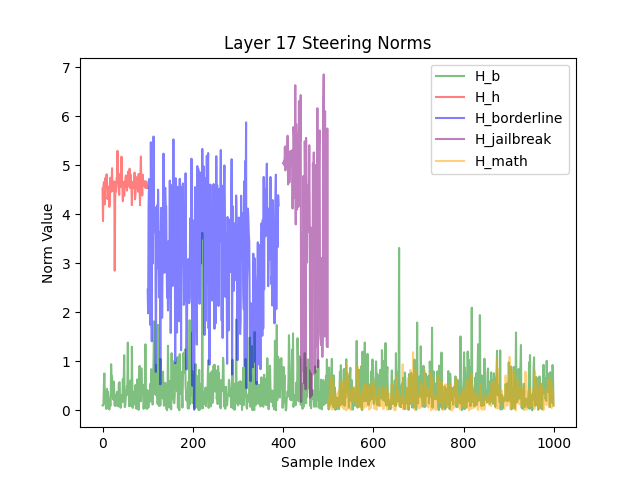 Layer 17 Steering Norms
7
6
5
4
3
2
1
0
Norm Value
H_b
H_h
H_borderline
H_jailbreak
H_math
0
200
400
600
800
1000
Sample Index